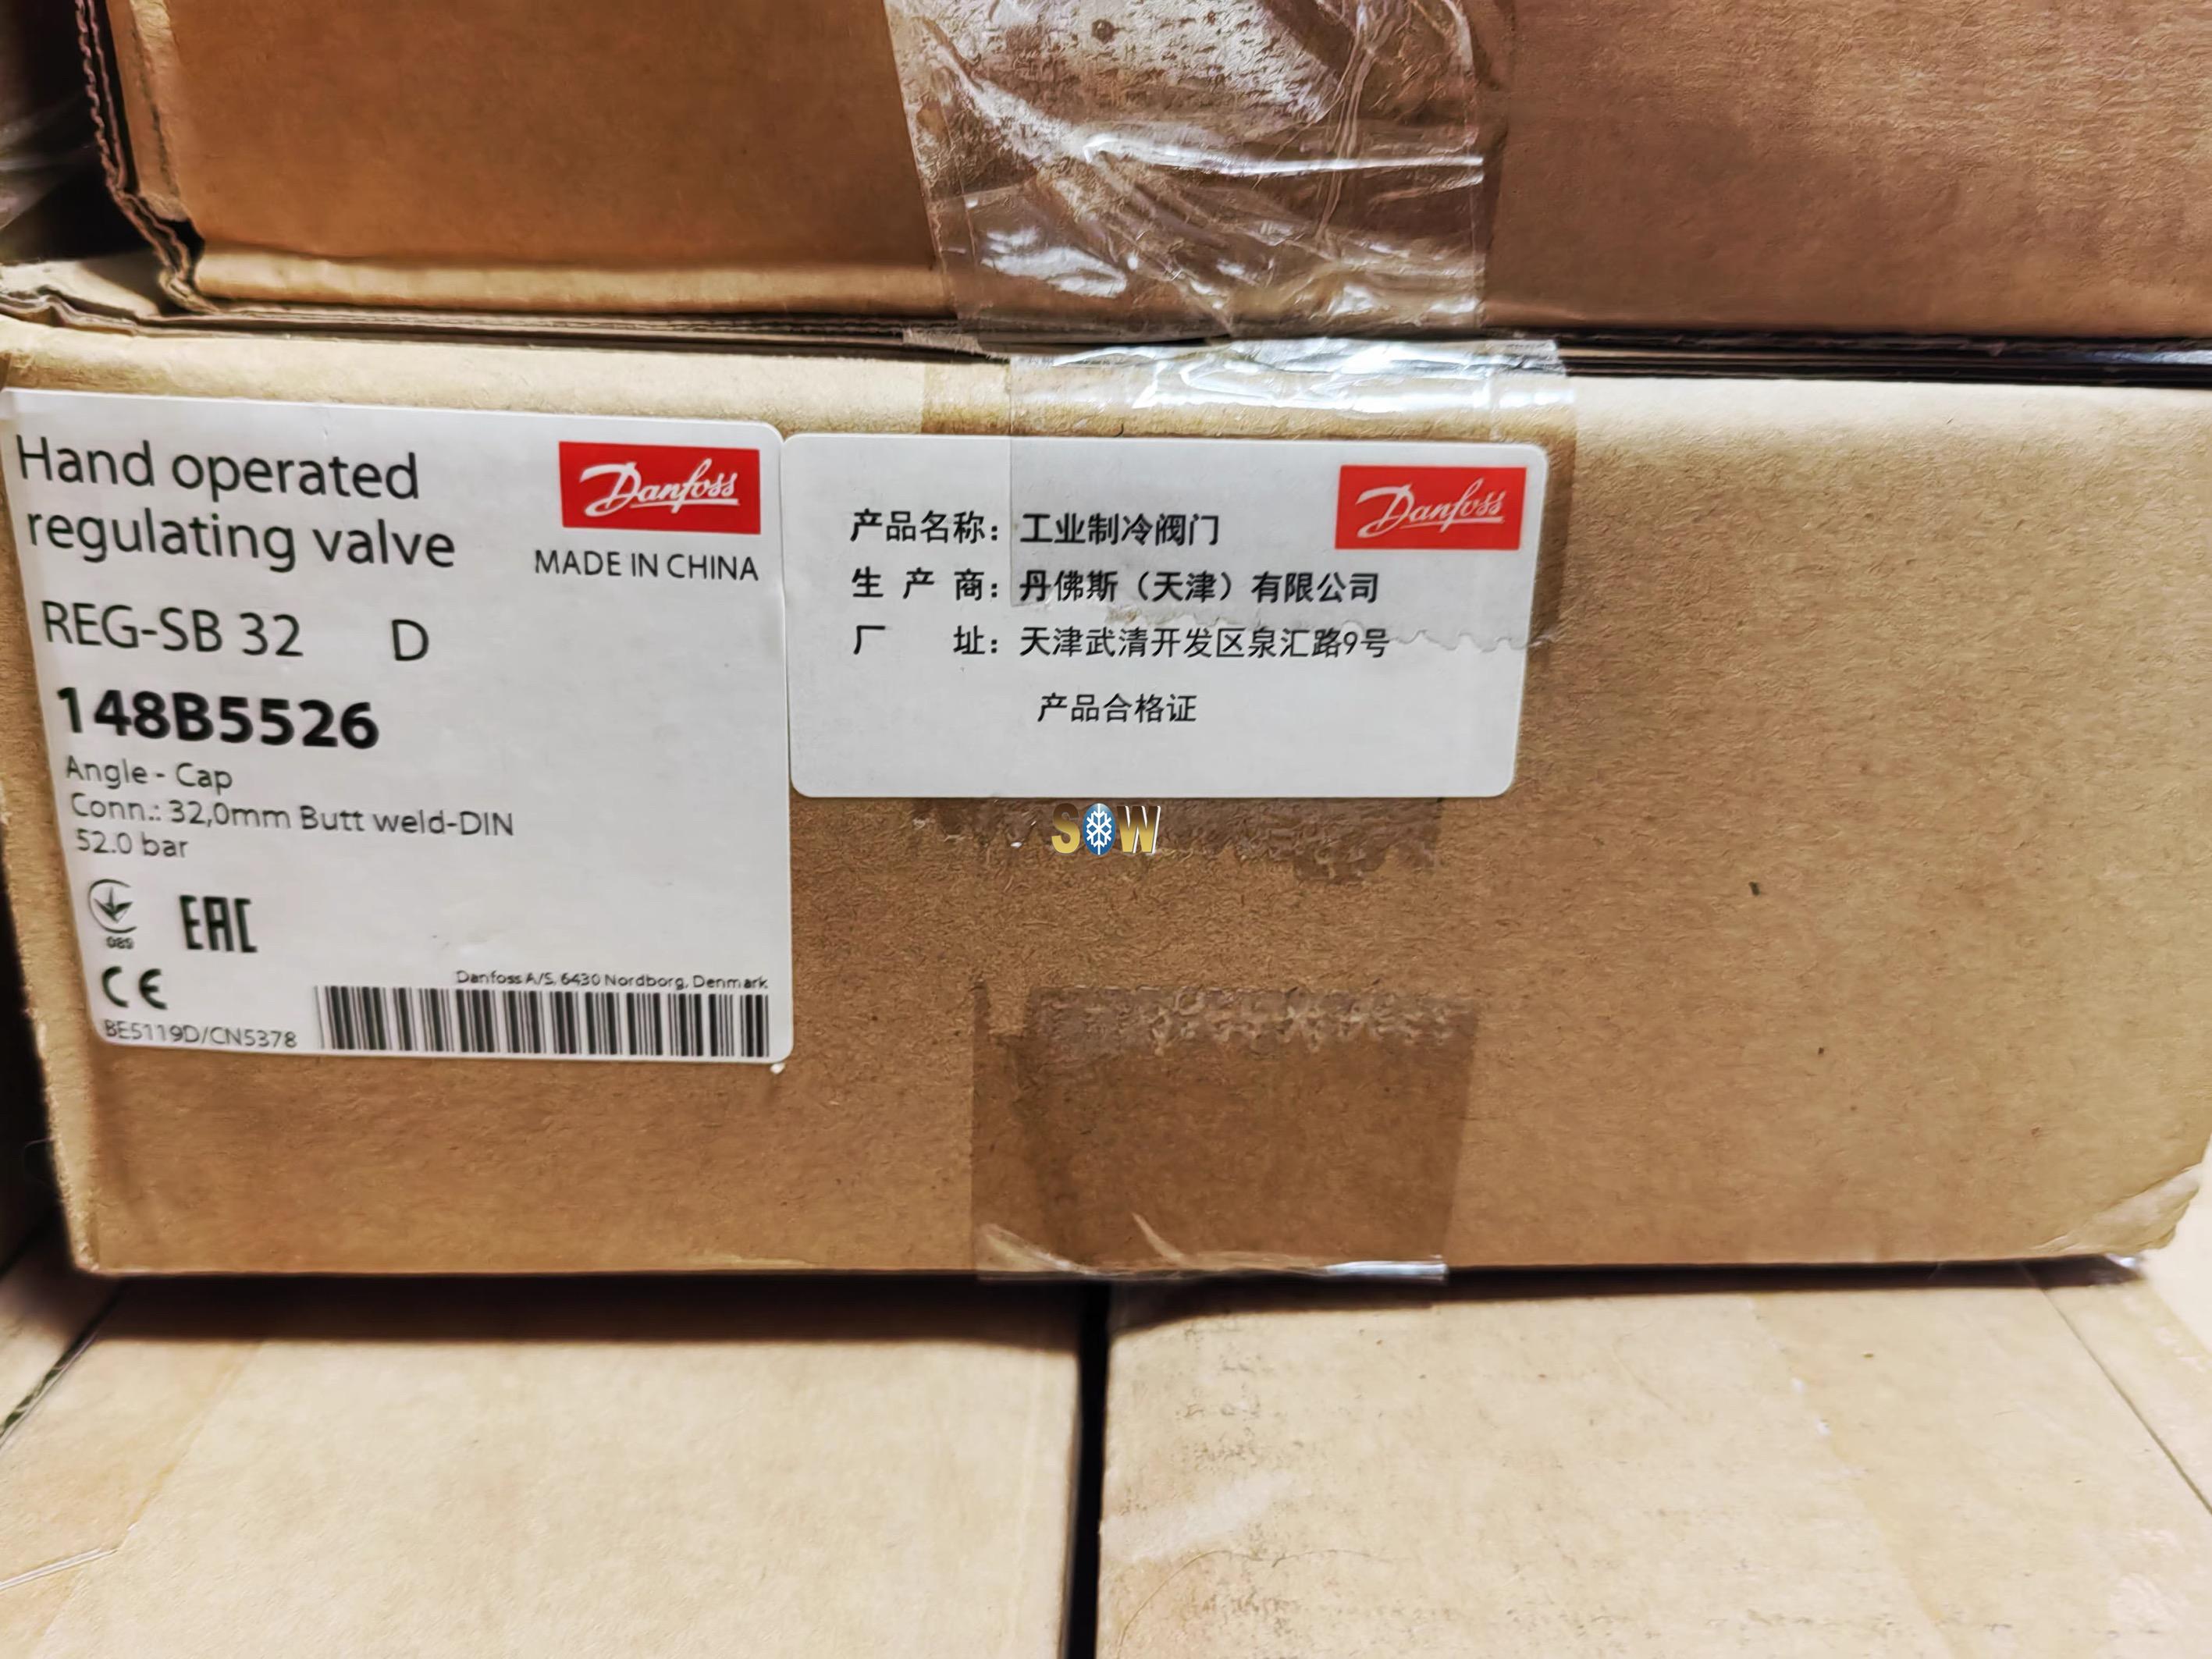 Hand operated
regulating valve
Danfoss
MADE IN CHINA
REG-SB 32 D
148B5526
Angle - Cap
Conn.: 32,0mm Butt weld-DIN
52.0 bar
089
EAC
CE
Danfoss A/S, 6430 Nordborg, Denmark
BE5119D/CN5378
Danfoss
产品名称：工业制冷阀门
生产商：丹佛斯（天津）有限公司
厂址：天津武清开发区泉汇路9号
产品合格证
SOW